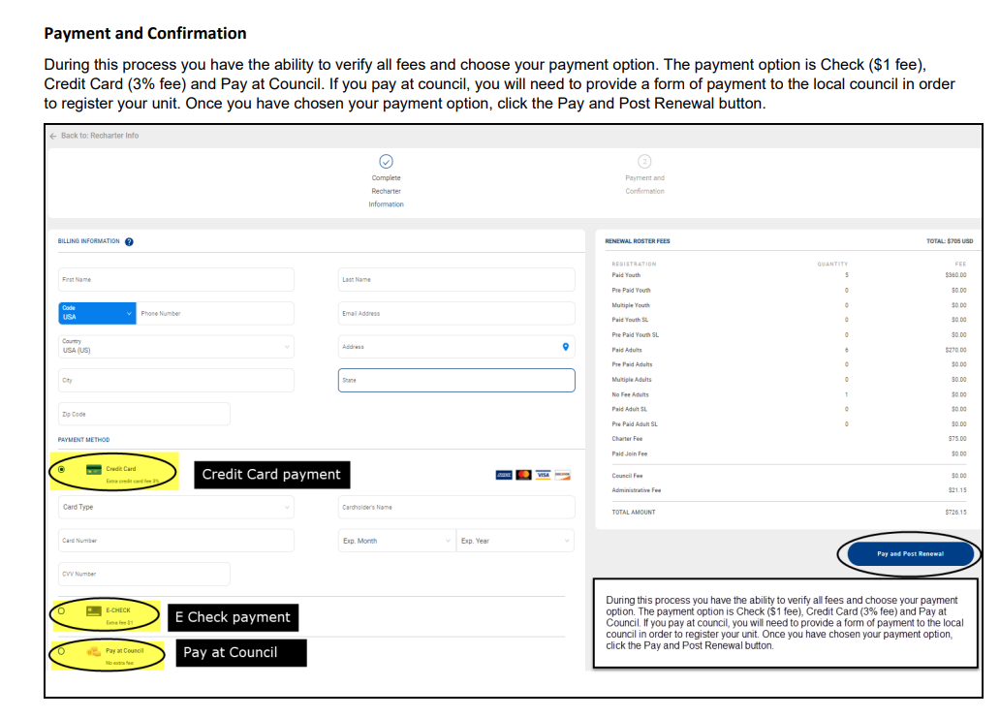 Payment and Confirmation
During this process you have the ability to verify all fees and choose your payment option. The payment option is Check ($1 fee),
Credit Card (3% fee) and Pay at Council. If you pay at council, you will need to provide a form of payment to the local council in order
to register your unit. Once you have chosen your payment option, click the Pay and Post Renewal button.
← Back to: Recharter Info
Complete
Recharter
Information
2
Payment and
Confirmation
BILLING INFORMATION ?
First Name
Last Name
Code
USA
Phone Number
Email Address
Country
USA (US)
Address
City
State
Zip Code
PAYMENT METHOD
Credit Card
Extra credit card fee 3%
Credit Card payment
VISA
Card Type
Cardholder's Name
Card Number
Exp. Month
Exp. Year
CVV Number
E-CHECK
Extra fee $1
E Check payment
Pay at Council
No extra fee
Pay at Council
RENEWAL ROSTER FEES TOTAL: $705 USD
REGISTRATION QUANTITY FEE
Paid Youth 5 $360.00
Pre Paid Youth 0 $0.00
Multiple Youth 0 $0.00
Paid Youth SL 0 $0.00
Pre Paid Youth SL 0 $0.00
Paid Adults 6 $270.00
Pre Paid Adults 0 $0.00
Multiple Adults 0 $0.00
No Fee Adults 1 $0.00
Paid Adult SL 0 $0.00
Pre Paid Adult SL 0 $0.00
Charter Fee $75.00
Paid Join Fee $0.00
Council Fee $0.00
Administrative Fee $21.15
TOTAL AMOUNT $726.15
Pay and Post Renewal
During this process you have the ability to verify all fees and choose your payment
option. The payment option is Check ($1 fee), Credit Card (3% fee) and Pay at
Council. If you pay at council, you will need to provide a form of payment to the local
council in order to register your unit. Once you have chosen your payment option,
click the Pay and Post Renewal button.